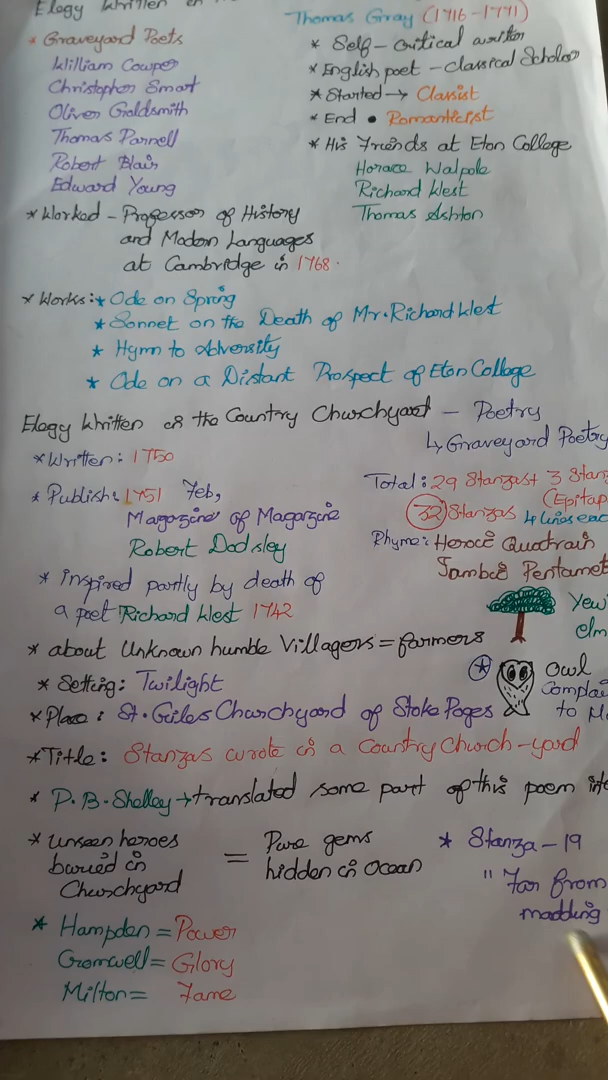 Elegy Written in
Thomas Gray (1716-1771)
* Graveyard Poets
William Cowper
Christopher Smart
Oliver Goldsmith
Thomas Parnell
Robert Blair
Edward Young
* Self-critical writer
* English poet - classical Scholar
* Started → Classist
* End • Romanticist
* His Friends at Eton College
Horace Walpole
Richard West
Thomas Ashton
* Worked - Professor of History
and Modern Languages
at Cambridge in 1768.
* Works: * Ode on Spring
* Sonnet on the Death of Mr. Richard West
* Hymn to Adversity
* Ode on a Distant Prospect of Eton College
Elegy Written in the Country Churchyard - Poetry
↳ Graveyard Poetry
* Written: 1750
* Publish: 1751 Feb,
Magazine of Magazine
Robert Dodsley
Total: 29 Stanzas + 3 Stan
(Epitap
32 Stanzas 4 lines eac
Rhyme: Heroic Quatrain
Iambic Pentamet
* inspired partly by death of
a poet Richard West 1742
Yew
elm
* about Unknown humble Villagers = farmers
* Setting: Twilight
Owl
Complai
to M
* Place: St. Giles Churchyard of Stoke Poges
* Title: Stanzas wrote in a Country Church-yard
* P. B. Shelley → translated some part of this poem into
* unseen heroes
buried in
Churchyard
= Pure gems
hidden in Ocean
* Stanza - 19
" Far from
madding
* Hampden = Power
Cromwell = Glory
Milton = Fame